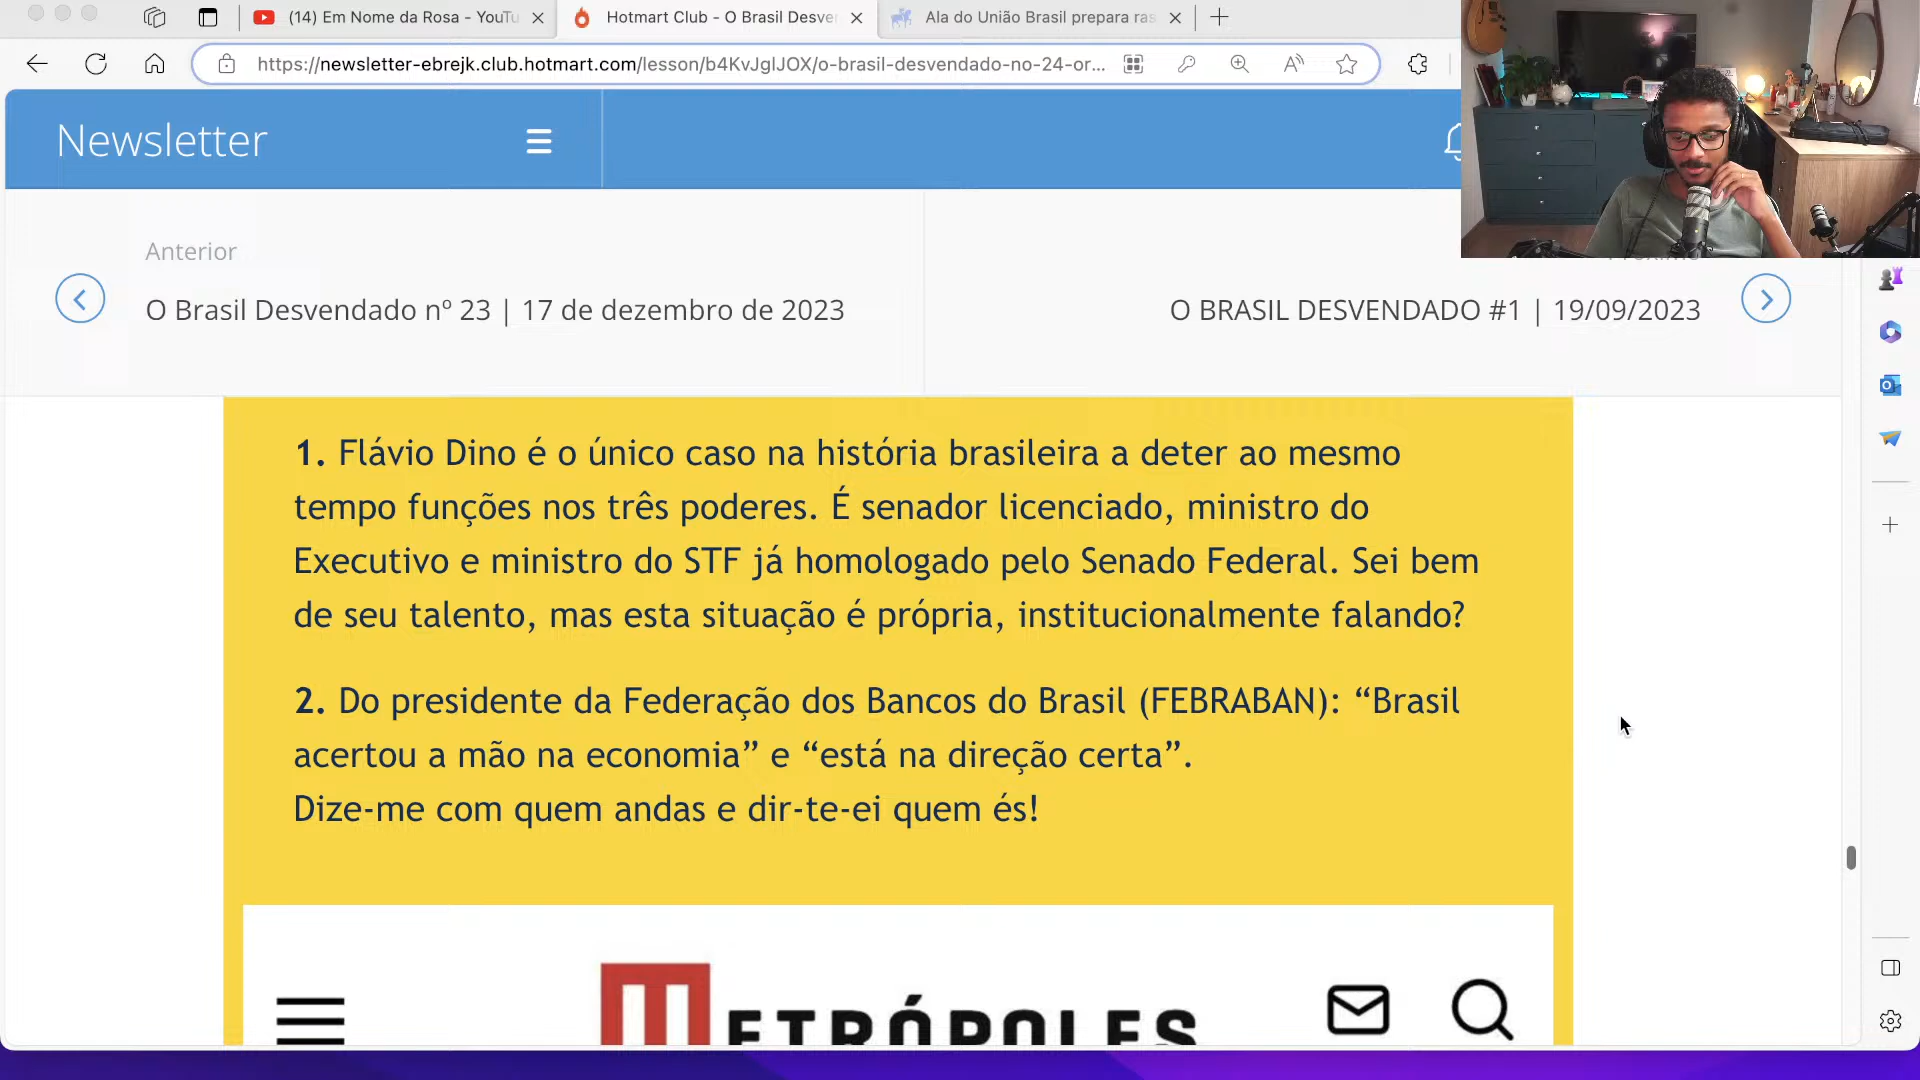 (14) Em Nome da Rosa - YouTu
Hotmart Club - O Brasil Desve
Ala do União Brasil prepara ras
https://newsletter-ebrejk.club.hotmart.com/lesson/b4KvJglJOX/o-brasil-desvendado-no-24-or...
Newsletter
Anterior
O Brasil Desvendado nº 23 | 17 de dezembro de 2023
O BRASIL DESVENDADO #1 | 19/09/2023
1. Flávio Dino é o único caso na história brasileira a deter ao mesmo
tempo funções nos três poderes. É senador licenciado, ministro do
Executivo e ministro do STF já homologado pelo Senado Federal. Sei bem
de seu talento, mas esta situação é própria, institucionalmente falando?
2. Do presidente da Federação dos Bancos do Brasil (FEBRABAN): “Brasil
acertou a mão na economia” e “está na direção certa”.
Dize-me com quem andas e dir-te-ei quem és!
METRÓPOLES